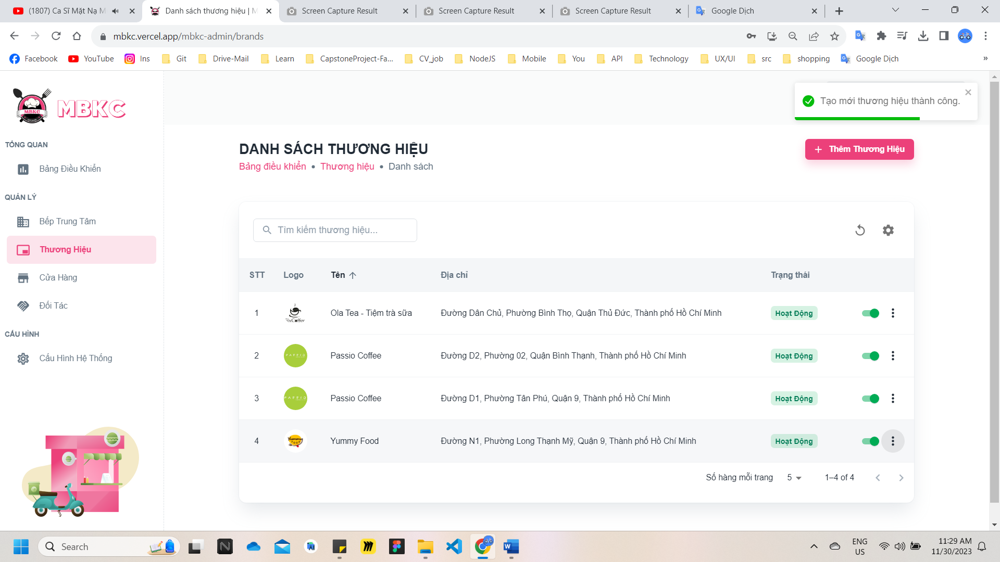 (1807) Ca Sĩ Mặt Nạ M
Danh sách thương hiệu | M
Screen Capture Result
Screen Capture Result
Screen Capture Result
Google Dịch
mbkc.vercel.app/mbkc-admin/brands
Facebook
YouTube
Ins
Git
Drive-Mail
Learn
CapstoneProject-Fa...
CV_job
NodeJS
Mobile
You
API
Technology
UX/UI
src
shopping
Google Dịch
»
MBKC
MBKC
Tạo mới thương hiệu thành công.
TỔNG QUAN
Bảng Điều Khiển
QUẢN LÝ
Bếp Trung Tâm
Thương Hiệu
Cửa Hàng
Đối Tác
CẤU HÌNH
Cấu Hình Hệ Thống
DANH SÁCH THƯƠNG HIỆU
Bảng điều khiển • Thương hiệu • Danh sách
+ Thêm Thương Hiệu
Tìm kiếm thương hiệu...
STT Logo Tên Địa chỉ Trạng thái
1 Ola Tea - Tiệm trà sữa Đường Dân Chủ, Phường Bình Thọ, Quận Thủ Đức, Thành phố Hồ Chí Minh Hoạt Động
2 PASSIO Passio Coffee Đường D2, Phường 02, Quận Bình Thạnh, Thành phố Hồ Chí Minh Hoạt Động
3 PASSIO Passio Coffee Đường D1, Phường Tân Phú, Quận 9, Thành phố Hồ Chí Minh Hoạt Động
4 Yummy Food Đường N1, Phường Long Thạnh Mỹ, Quận 9, Thành phố Hồ Chí Minh Hoạt Động
Số hàng mỗi trang 5 1–4 of 4
Search
ENG
US
11:29 AM
11/30/2023